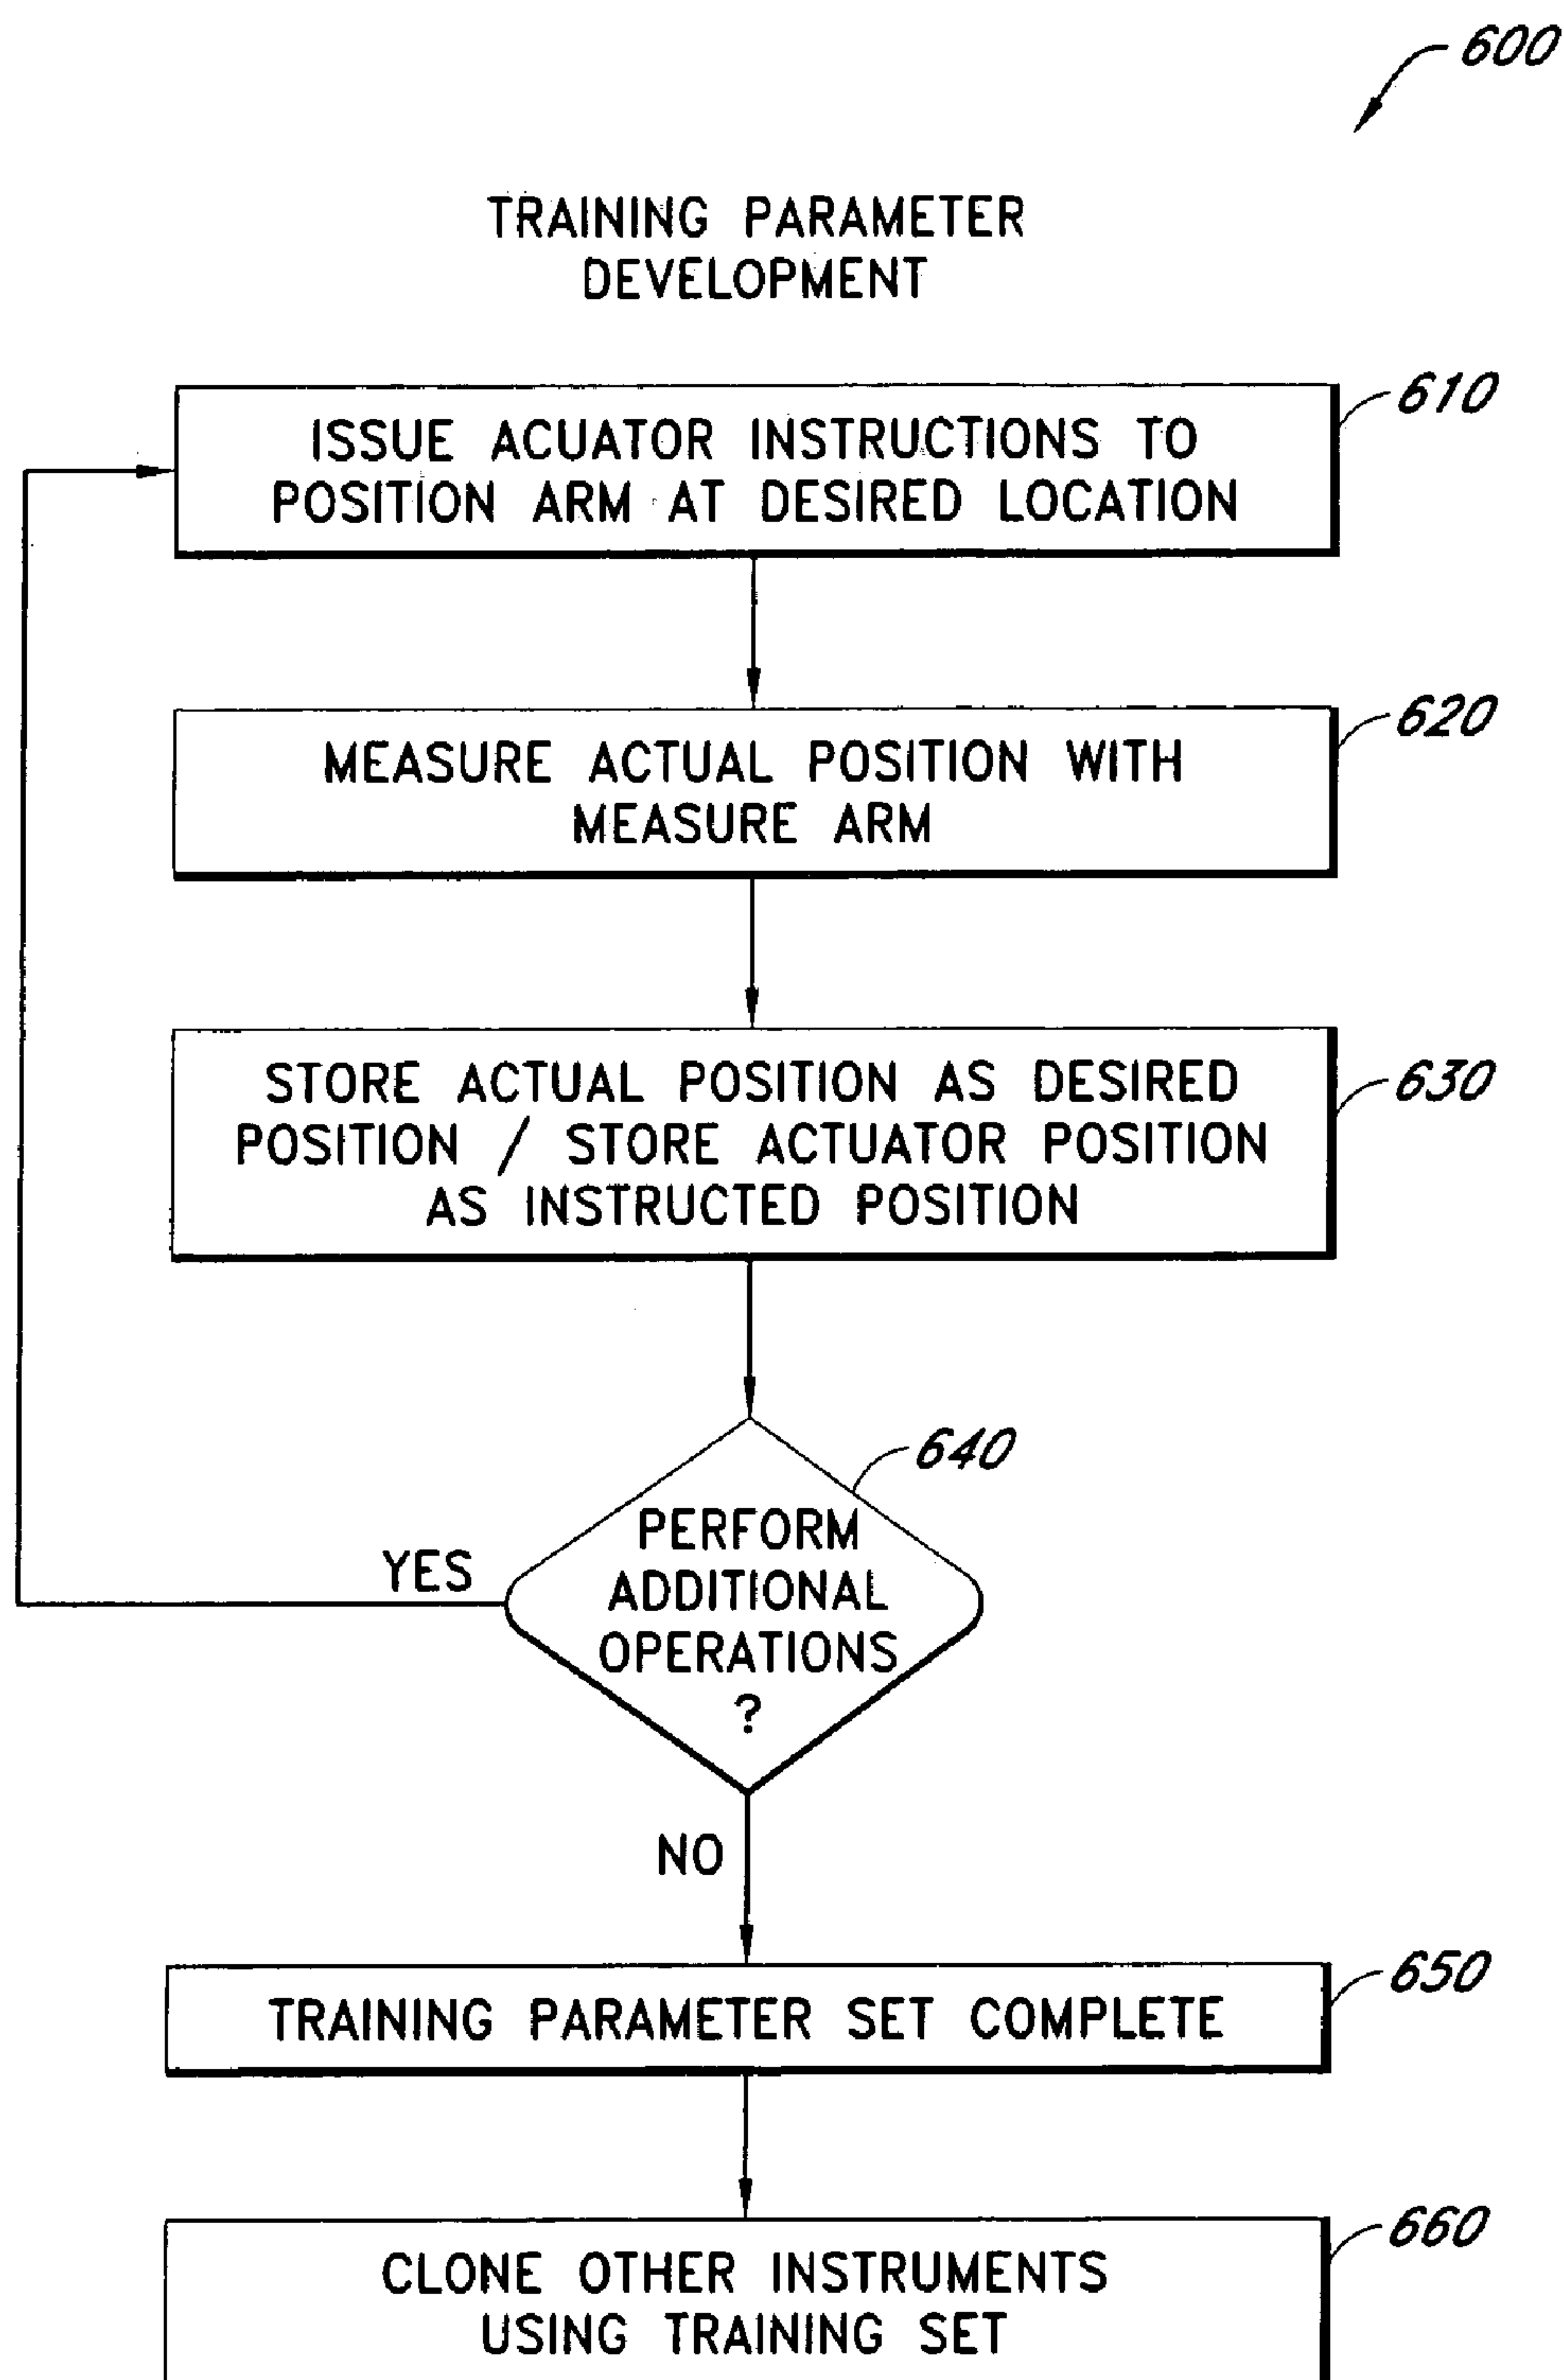 600
TRAINING PARAMETER
DEVELOPMENT
610
ISSUE ACUATOR INSTRUCTIONS TO
POSITION ARM AT DESIRED LOCATION
620
MEASURE ACTUAL POSITION WITH
MEASURE ARM
630
STORE ACTUAL POSITION AS DESIRED
POSITION / STORE ACTUATOR POSITION
AS INSTRUCTED POSITION
640
PERFORM
ADDITIONAL
OPERATIONS
?
YES
NO
650
TRAINING PARAMETER SET COMPLETE
660
CLONE OTHER INSTRUMENTS
USING TRAINING SET